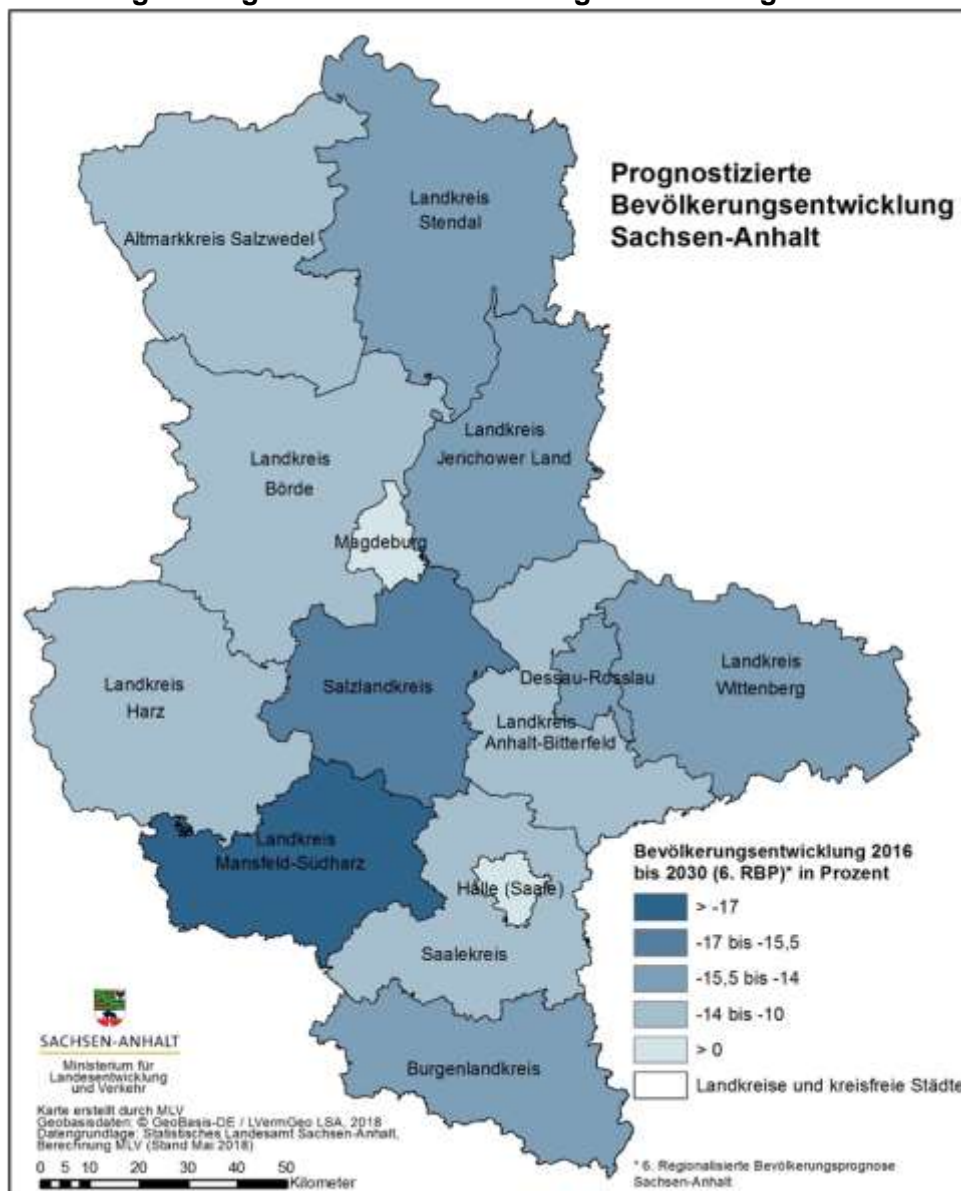 Prognostizierte
Bevölkerungsentwicklung
Sachsen-Anhalt
Landkreis
Stendal
Altmarkkreis Salzwedel
Landkreis
Jerichower Land
Landkreis
Börde
Magdeburg
Landkreis
Harz
Salzlandkreis
Dessau-Rosslau
Landkreis
Wittenberg
Landkreis
Anhalt-Bitterfeld
Landkreis
Mansfeld-Südharz
Halle (Saale)
Saalekreis
Burgenlandkreis
Bevölkerungsentwicklung 2016
bis 2030 (6. RBP)* in Prozent
> -17
-17 bis -15,5
-15,5 bis -14
-14 bis -10
> 0
Landkreise und kreisfreie Städte
SACHSEN-ANHALT
Ministerium für
Landesentwicklung
und Verkehr
Karte erstellt durch MLV
Geobasisdaten: © GeoBasis-DE / LVermGeo LSA, 2018
Datengrundlage: Statistisches Landesamt Sachsen-Anhalt,
Berechnung MLV (Stand Mai 2018)
0 5 10 20 30 40 50
Kilometer
* 6. Regionalisierte Bevölkerungsprognose
Sachsen-Anhalt